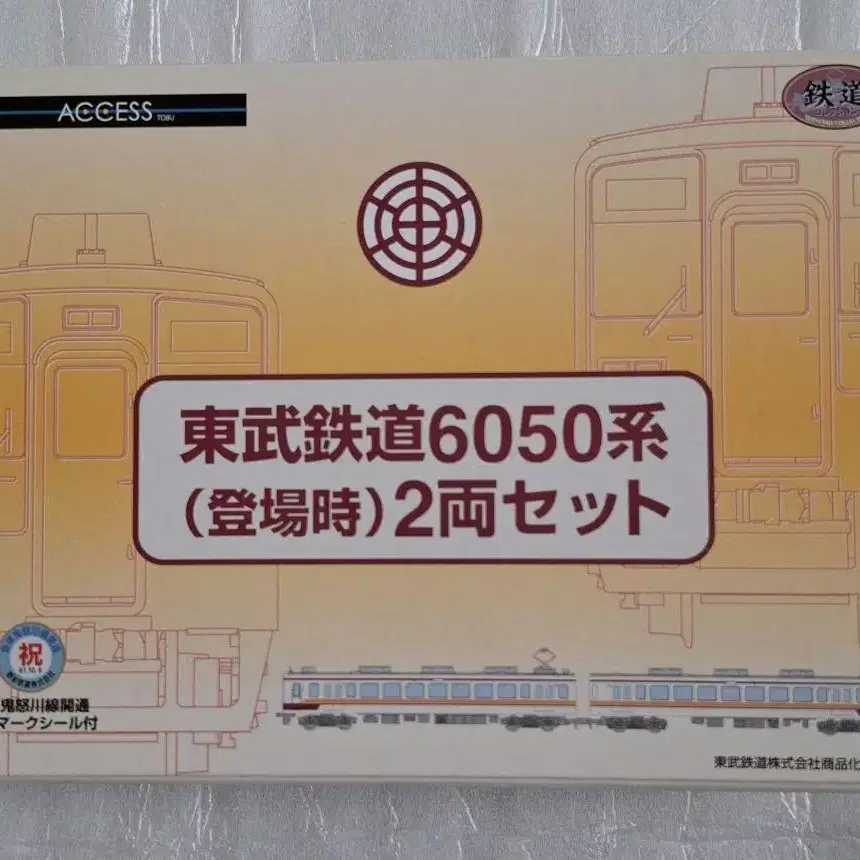 ACCESS TOBU
鉄道
東武鉄道6050系
(登場時)2両セット
祝
鬼怒川線開通
マークシール付
東武鉄道株式会社商品化